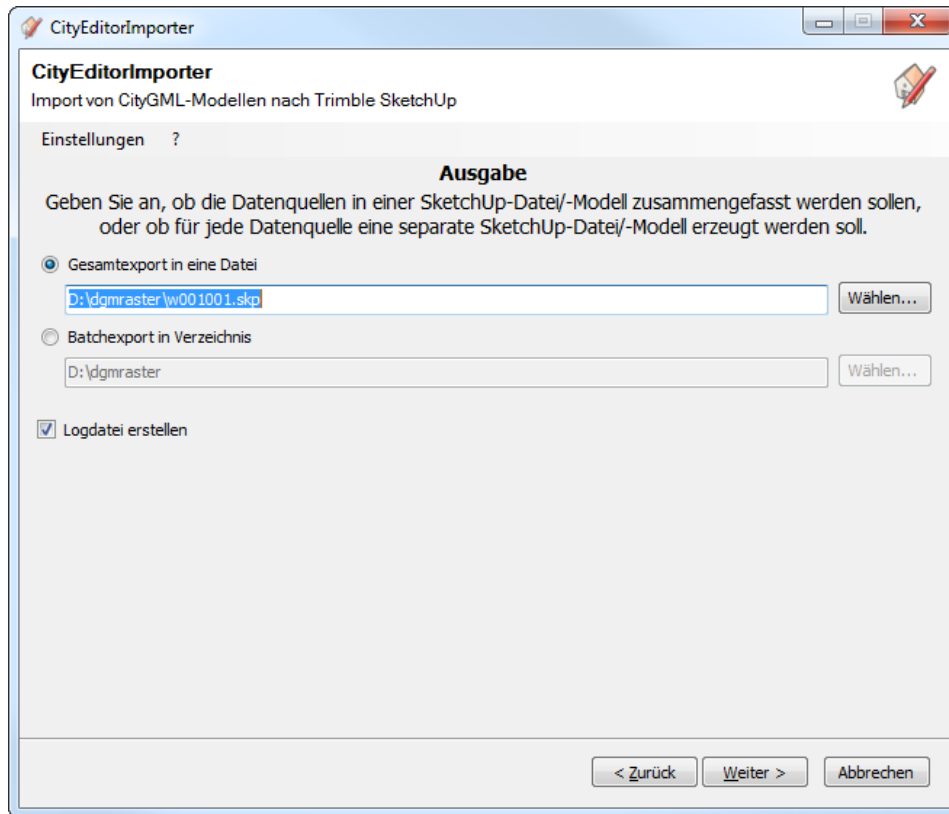 CityEditorImporter
CityEditorImporter
Import von CityGML-Modellen nach Trimble SketchUp
Einstellungen ?
Ausgabe
Geben Sie an, ob die Datenquellen in einer SketchUp-Datei/-Modell zusammengefasst werden sollen,
oder ob für jede Datenquelle eine separate SketchUp-Datei/-Modell erzeugt werden soll.
Gesamtexport in eine Datei
D:\dgmraster\w001001.skp Wählen...
Batchexport in Verzeichnis
D:\dgmraster Wählen...
Logdatei erstellen
< Zurück Weiter > Abbrechen